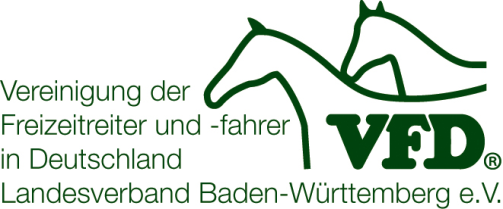 Vereinigung der
Freizeitreiter und -fahrer
in Deutschland
Landesverband Baden-Württemberg e.V.
VFD®